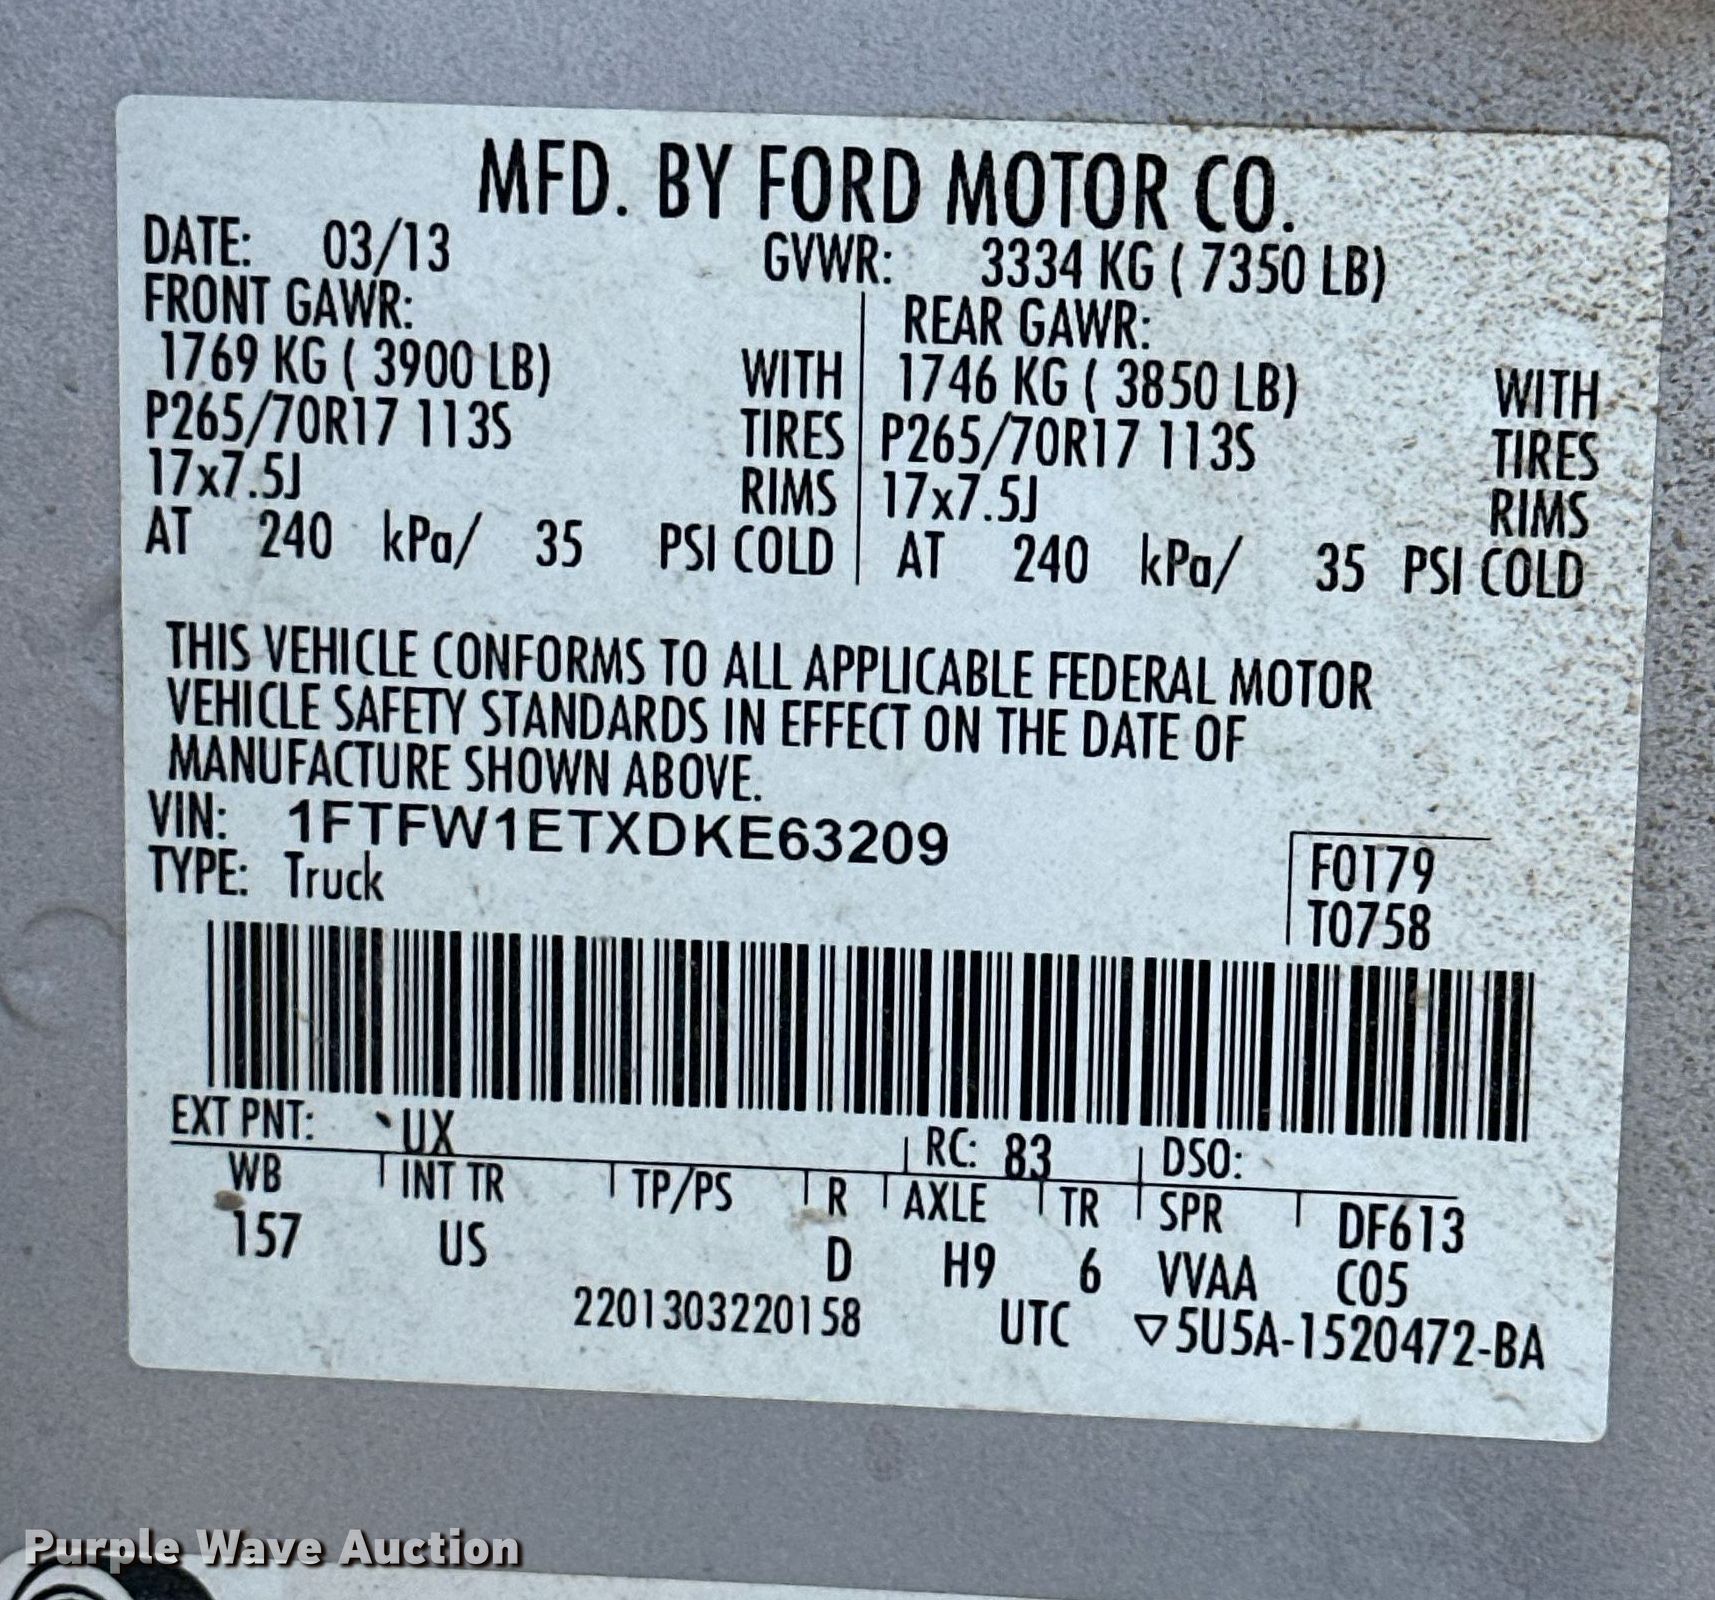 MFD. BY FORD MOTOR CO.
DATE: 03/13 GVWR: 3334 KG ( 7350 LB)
FRONT GAWR: REAR GAWR:
1769 KG ( 3900 LB) WITH 1746 KG ( 3850 LB) WITH
P265/70R17 113S TIRES P265/70R17 113S TIRES
17x7.5J RIMS 17x7.5J RIMS
AT 240 kPa/ 35 PSI COLD AT 240 kPa/ 35 PSI COLD
THIS VEHICLE CONFORMS TO ALL APPLICABLE FEDERAL MOTOR
VEHICLE SAFETY STANDARDS IN EFFECT ON THE DATE OF
MANUFACTURE SHOWN ABOVE.
VIN: 1FTFW1ETXDKE63209
TYPE: Truck
F0179
T0758
EXT PNT: UX RC: 83 DSO:
WB INT TR TP/PS R AXLE TR SPR DF613
157 US D H9 6 VVAA C05
2201303220158 UTC ▽5U5A-1520472-BA
Purple Wave Auction